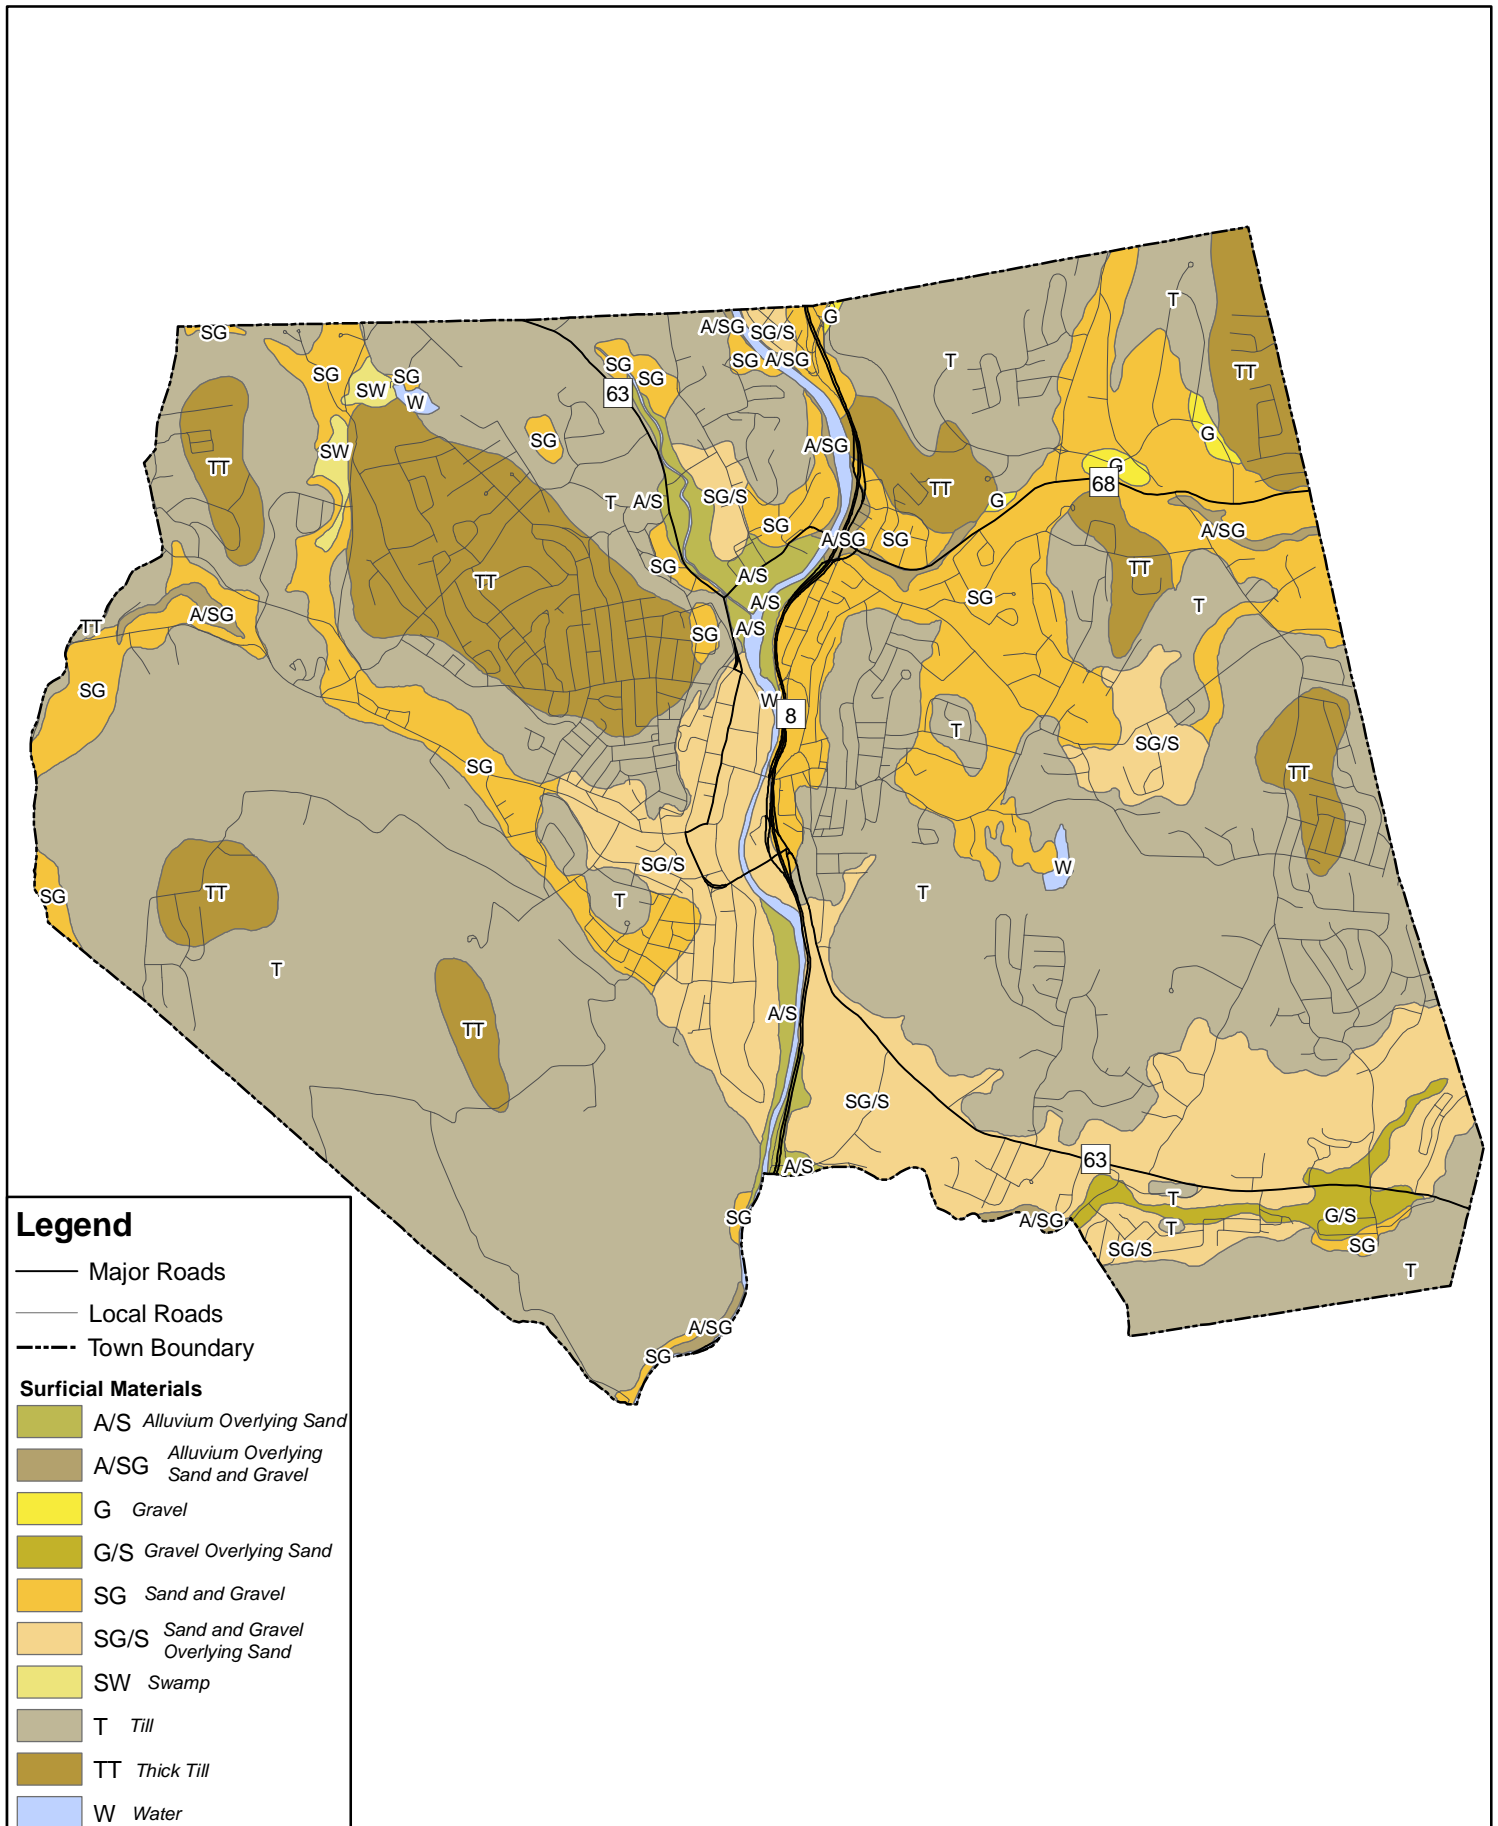 G
T
T
TT
SG
A/SG
SG/S
SG
A/SG
T
SG
SG
SW
SG
W
SG
SG
63
TT
SW
SG
T
A/S
SG/S
SG
A/SG
TT
G
G
68
G
A/SG
A/SG
SG
TT
TT
SG
A/S
A/S
A/S
SG
T
TT
A/SG
SG
SG
W
8
T
SG/S
TT
SG
SG/S
T
W
T
SG
TT
T
TT
A/S
SG/S
63
A/S
T
T
G/S
SG
SG/S
A/SG
T
SG
A/SG
SG
Legend
Major Roads
Local Roads
Town Boundary
Surficial Materials
A/S Alluvium Overlying Sand
A/SG Alluvium Overlying
Sand and Gravel
G Gravel
G/S Gravel Overlying Sand
SG Sand and Gravel
SG/S Sand and Gravel
Overlying Sand
SW Swamp
T Till
TT Thick Till
W Water